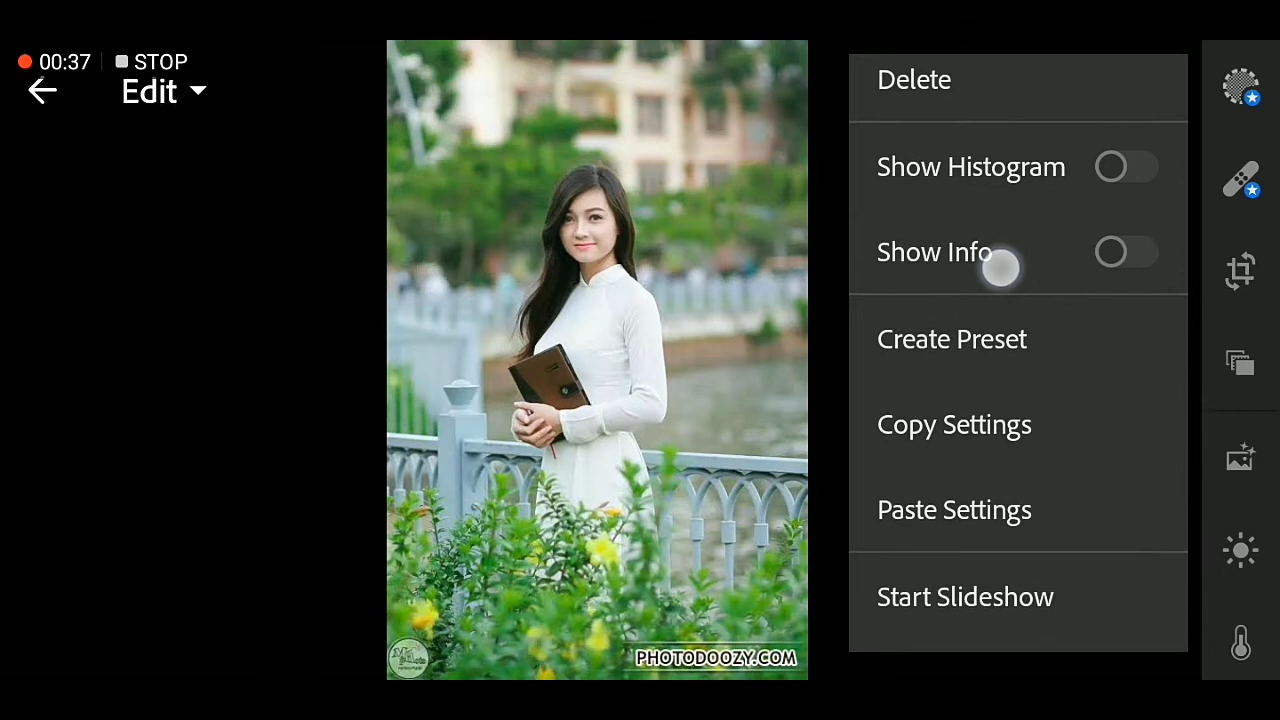 00:37
STOP
Edit
Delete
Show Histogram
Show Info
Create Preset
Copy Settings
Paste Settings
Start Slideshow
PHOTODOOZY.COM